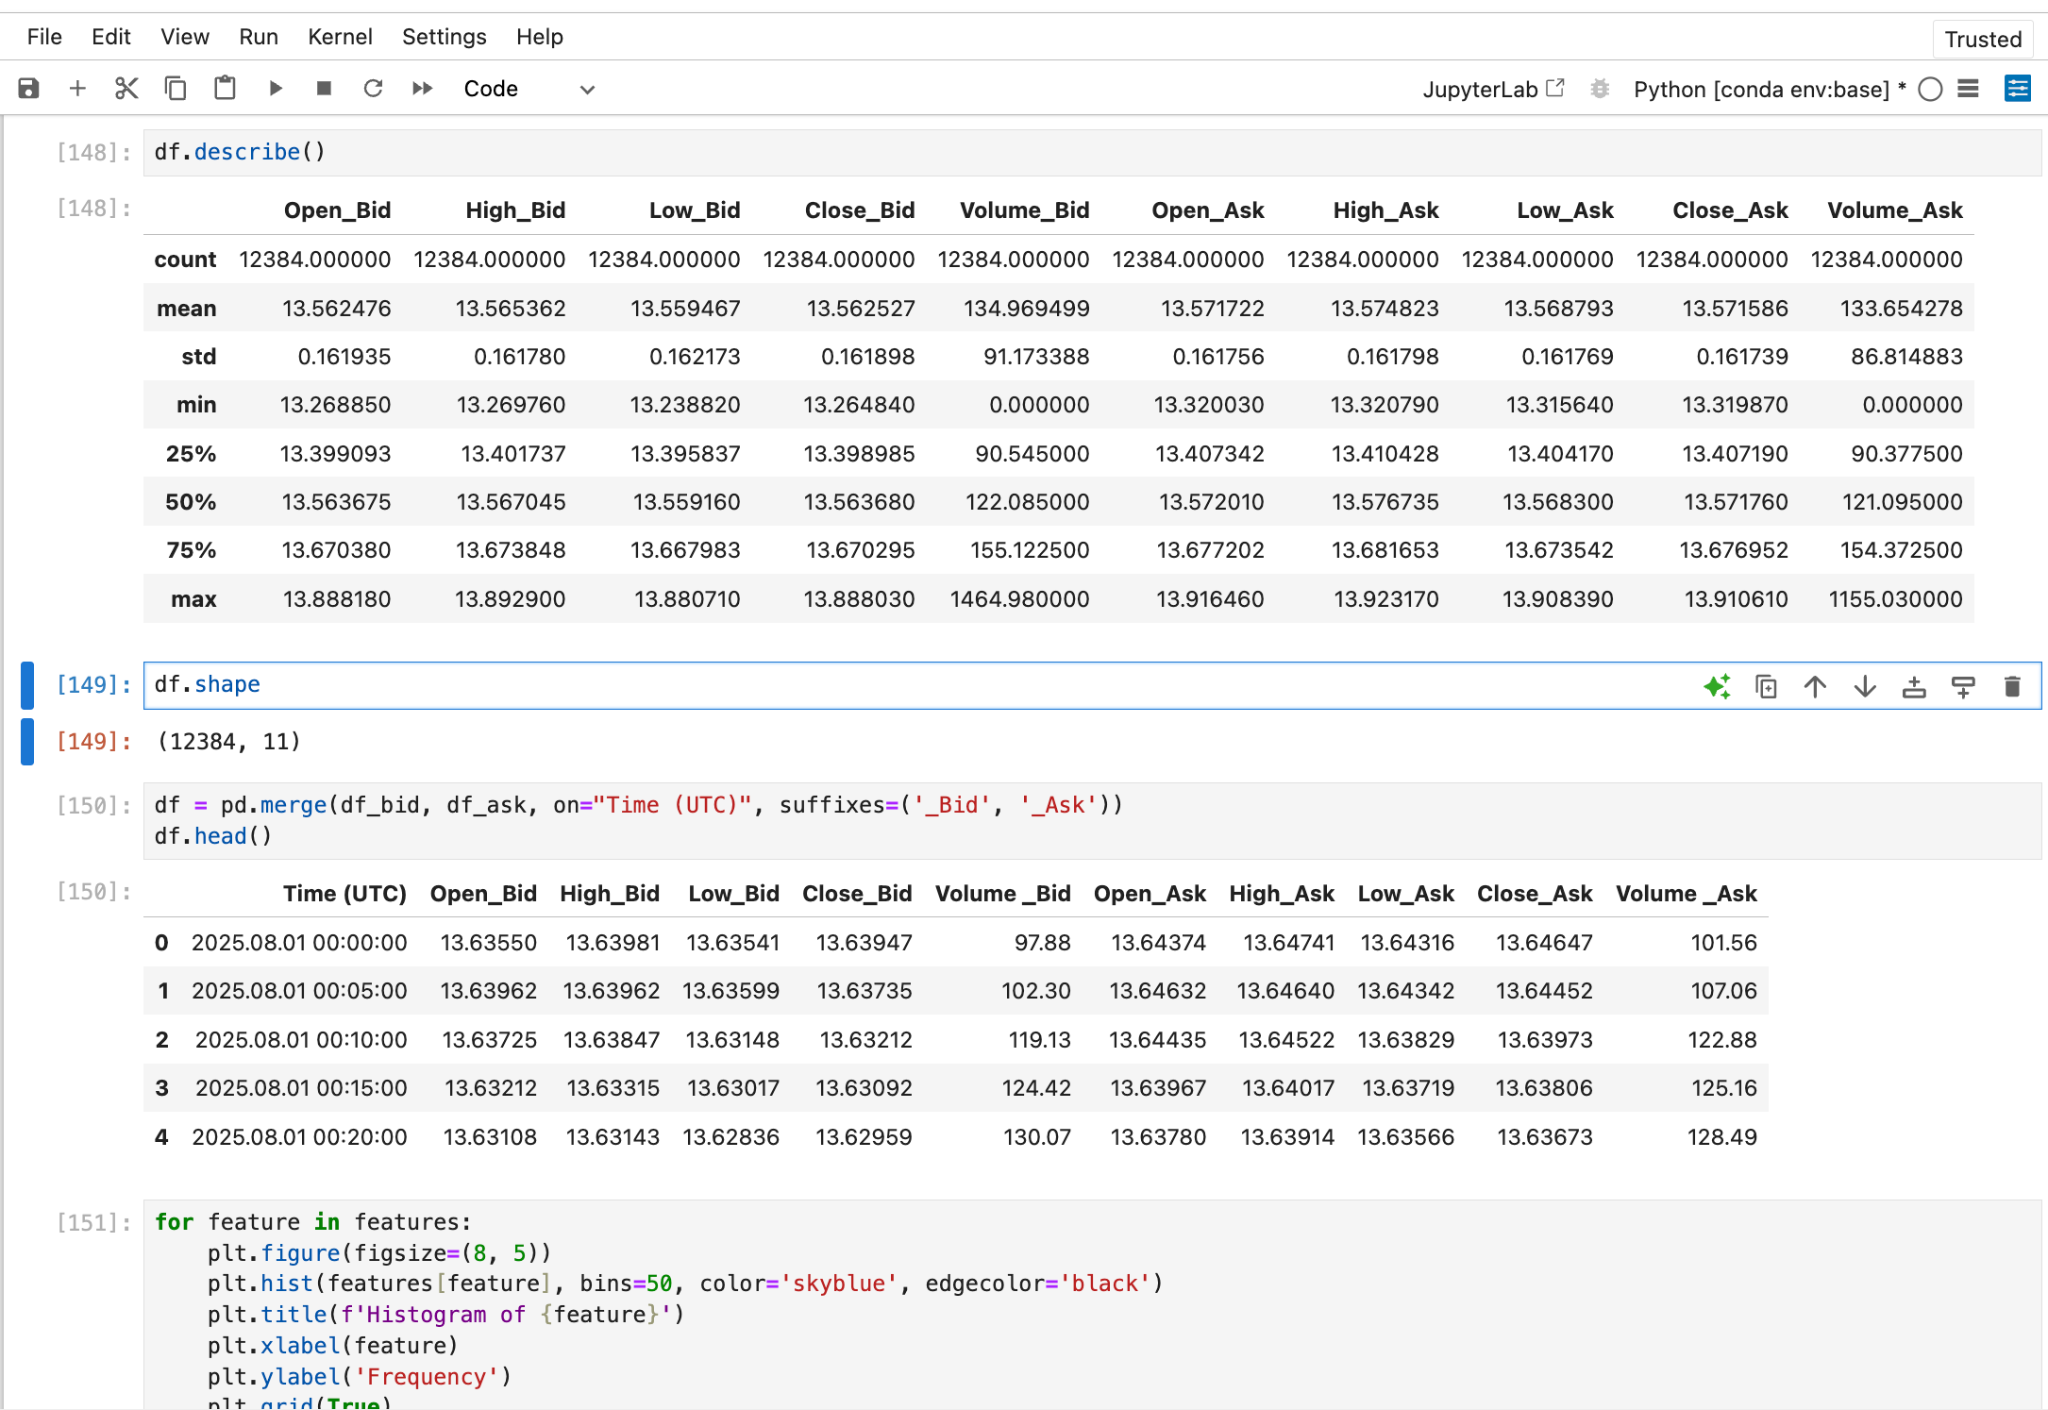 File Edit View Run Kernel Settings Help Trusted
Code JupyterLab Python [conda env:base] *
[148]: df.describe()
[148]: Open_Bid High_Bid Low_Bid Close_Bid Volume_Bid Open_Ask High_Ask Low_Ask Close_Ask Volume_Ask
count 12384.000000 12384.000000 12384.000000 12384.000000 12384.000000 12384.000000 12384.000000 12384.000000 12384.000000 12384.000000
mean 13.562476 13.565362 13.559467 13.562527 134.969499 13.571722 13.574823 13.568793 13.571586 133.654278
std 0.161935 0.161780 0.162173 0.161898 91.173388 0.161756 0.161798 0.161769 0.161739 86.814883
min 13.268850 13.269760 13.238820 13.264840 0.000000 13.320030 13.320790 13.315640 13.319870 0.000000
25% 13.399093 13.401737 13.395837 13.398985 90.545000 13.407342 13.410428 13.404170 13.407190 90.377500
50% 13.563675 13.567045 13.559160 13.563680 122.085000 13.572010 13.576735 13.568300 13.571760 121.095000
75% 13.670380 13.673848 13.667983 13.670295 155.122500 13.677202 13.681653 13.673542 13.676952 154.372500
max 13.888180 13.892900 13.880710 13.888030 1464.980000 13.916460 13.923170 13.908390 13.910610 1155.030000
[149]: df.shape
[149]: (12384, 11)
[150]: df = pd.merge(df_bid, df_ask, on="Time (UTC)", suffixes=('_Bid', '_Ask'))
df.head()
[150]: Time (UTC) Open_Bid High_Bid Low_Bid Close_Bid Volume _Bid Open_Ask High_Ask Low_Ask Close_Ask Volume _Ask
0 2025.08.01 00:00:00 13.63550 13.63981 13.63541 13.63947 97.88 13.64374 13.64741 13.64316 13.64647 101.56
1 2025.08.01 00:05:00 13.63962 13.63962 13.63599 13.63735 102.30 13.64632 13.64640 13.64342 13.64452 107.06
2 2025.08.01 00:10:00 13.63725 13.63847 13.63148 13.63212 119.13 13.64435 13.64522 13.63829 13.63973 122.88
3 2025.08.01 00:15:00 13.63212 13.63315 13.63017 13.63092 124.42 13.63967 13.64017 13.63719 13.63806 125.16
4 2025.08.01 00:20:00 13.63108 13.63143 13.62836 13.62959 130.07 13.63780 13.63914 13.63566 13.63673 128.49
[151]: for feature in features:
plt.figure(figsize=(8, 5))
plt.hist(features[feature], bins=50, color='skyblue', edgecolor='black')
plt.title(f'Histogram of {feature}')
plt.xlabel(feature)
plt.ylabel('Frequency')
plt.grid(True)